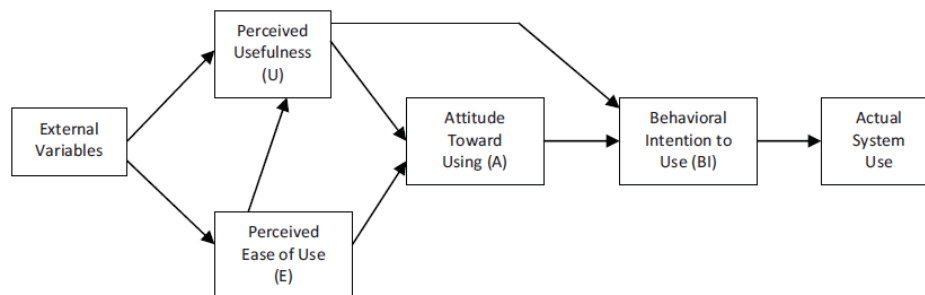 Perceived
Usefulness
(U)
External
Variables
Attitude
Toward
Using (A)
Behavioral
Intention to
Use (BI)
Actual
System
Use
Perceived
Ease of Use
(E)